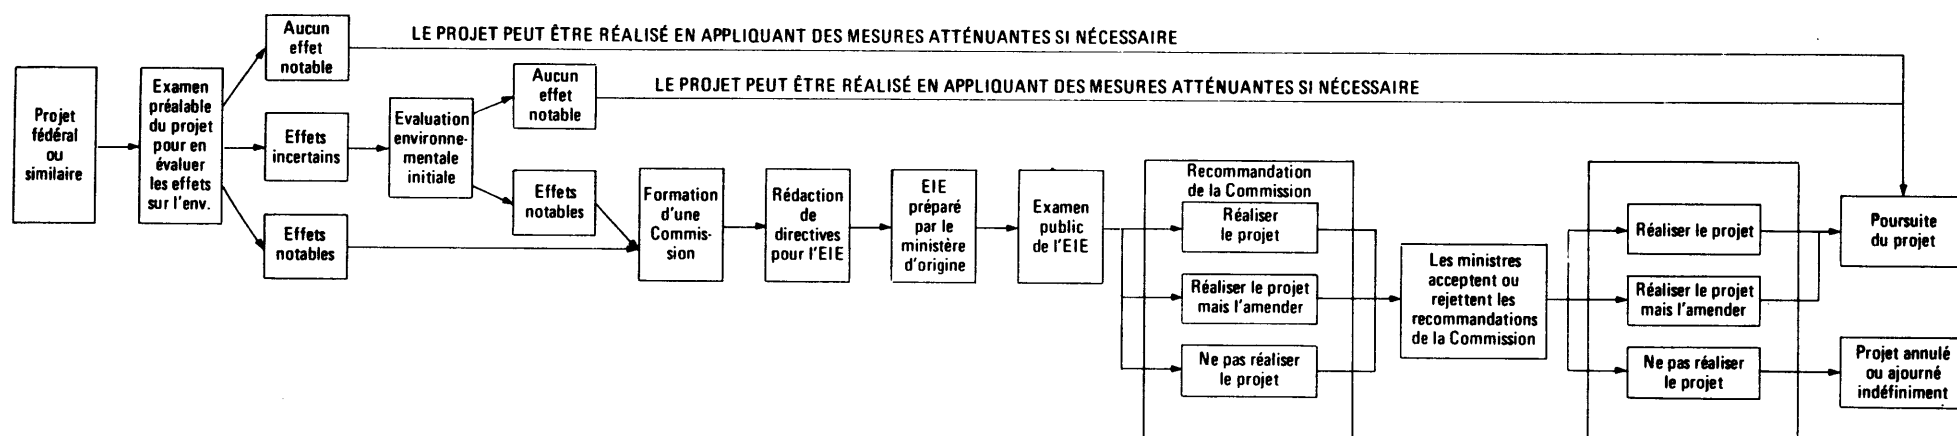 Projet
fédéral
ou
similaire
Examen
préalable
du projet
pour en
évaluer
les effets
sur l'env.
Aucun
effet
notable
LE PROJET PEUT ÊTRE RÉALISÉ EN APPLIQUANT DES MESURES ATTÉNUANTES SI NÉCESSAIRE
Effets
incertains
Effets
notables
Evaluation
environne-
mentale
initiale
Aucun
effet
notable
LE PROJET PEUT ÊTRE RÉALISÉ EN APPLIQUANT DES MESURES ATTÉNUANTES SI NÉCESSAIRE
Effets
notables
Formation
d'une
Commis-
sion
Rédaction
de
directives
pour l'EIE
EIE
préparé
par le
ministère
d'origine
Examen
public
de l'EIE
Recommandation
de la Commission
Réaliser
le projet
Réaliser le projet
mais l'amender
Ne pas réaliser
le projet
Les ministres
acceptent ou
rejettent les
recommandations
de la Commission
Réaliser le projet
Réaliser le projet
mais l'amender
Ne pas réaliser
le projet
Poursuite
du projet
Projet annulé
ou ajourné
indéfiniment